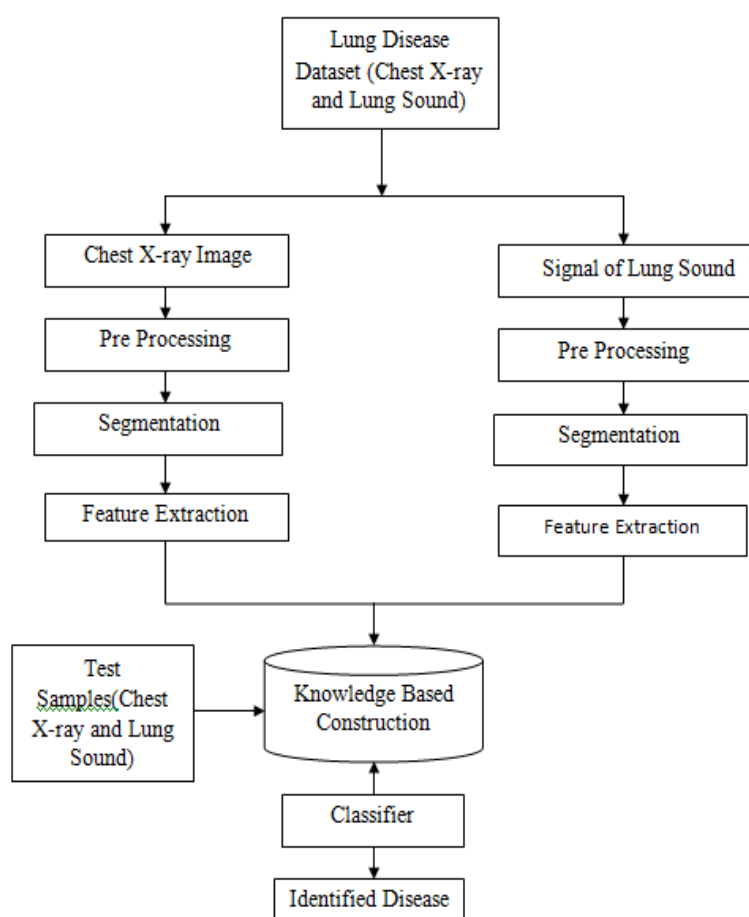 Lung Disease
Dataset (Chest X-ray
and Lung Sound)
Chest X-ray Image
Signal of Lung Sound
Pre Processing
Pre Processing
Segmentation
Segmentation
Feature Extraction
Feature Extraction
Test
Samples(Chest
X-ray and Lung
Sound)
Knowledge Based
Construction
Classifier
Identified Disease